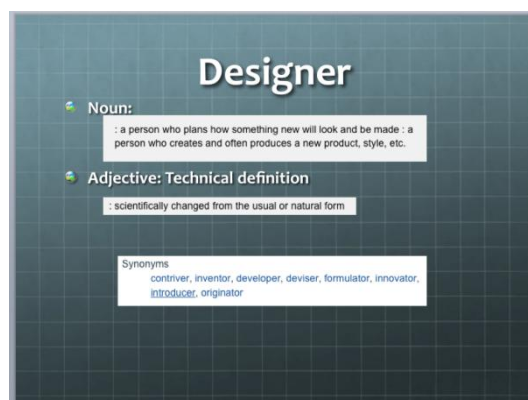 Designer
Noun:
: a person who plans how something new will look and be made : a
person who creates and often produces a new product, style, etc.
Adjective: Technical definition
: scientifically changed from the usual or natural form
Synonyms
contriver, inventor, developer, deviser, formulator, innovator,
introducer, originator